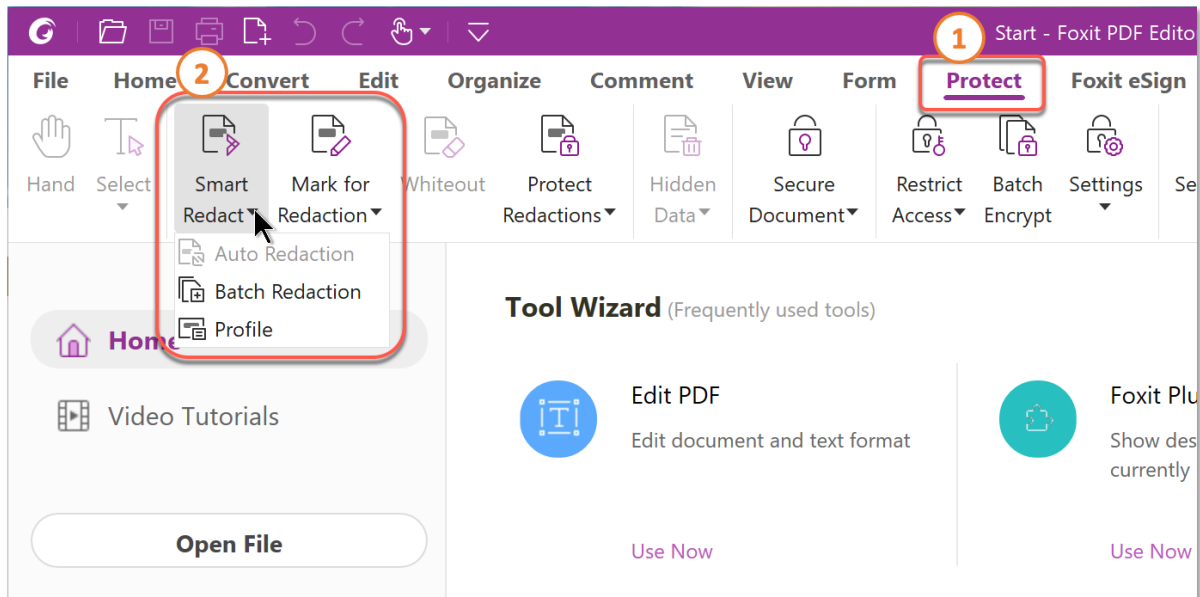 1
Start - Foxit PDF Edito
2
File Home Convert Edit Organize Comment View Form Protect Foxit eSign
Hand Select Smart Redact Mark for Redaction Whiteout Protect Redactions Hidden Data Secure Document Restrict Access Batch Encrypt Settings Se
Auto Redaction
Batch Redaction
Profile
Home
Video Tutorials
Open File
Tool Wizard (Frequently used tools)
Edit PDF
Edit document and text format
Use Now
Foxit Plu
Show des
currently
Use Now